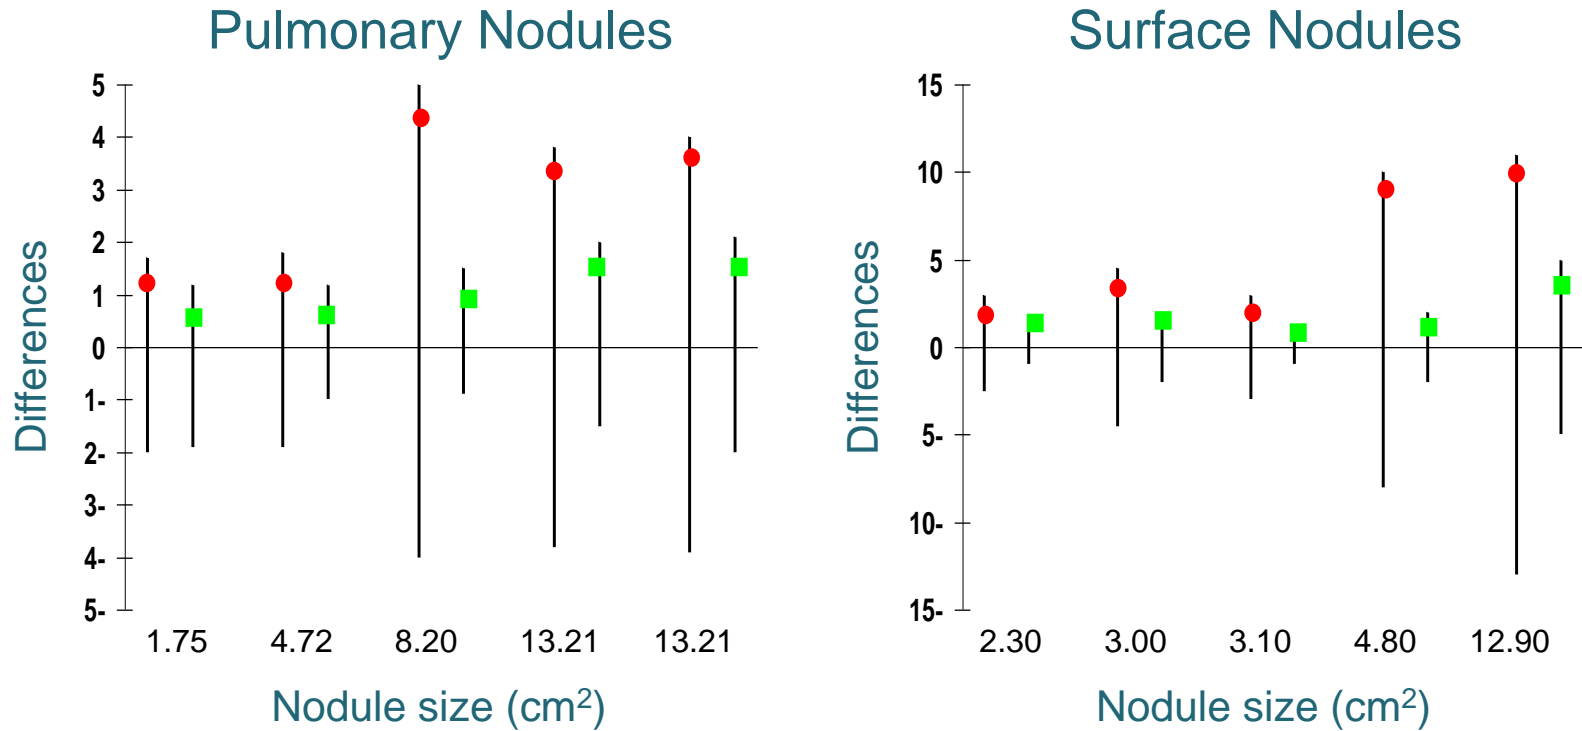 Pulmonary Nodules
5
4
3
2
1
0
1-
2-
3-
4-
5-
Differences
1.75 4.72 8.20 13.21 13.21
Nodule size (cm²)
Surface Nodules
15
10
5
0
5-
10-
15-
Differences
2.30 3.00 3.10 4.80 12.90
Nodule size (cm²)